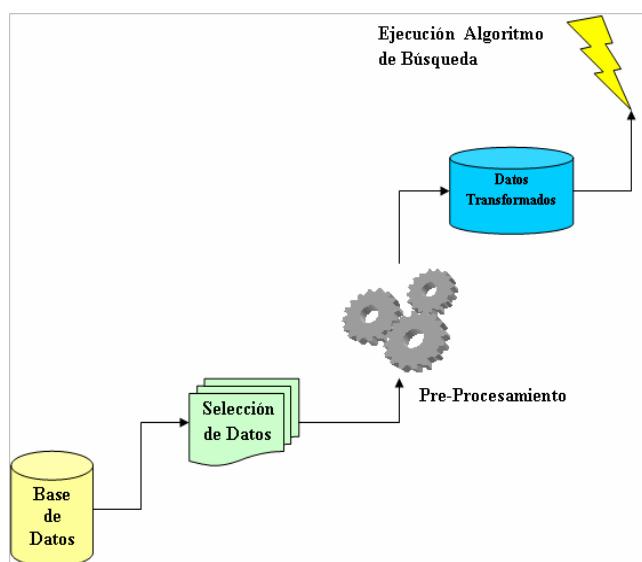 Ejecución Algoritmo
de Búsqueda
Datos
Transformados
Pre-Procesamiento
Selección
de Datos
Base
de
Datos